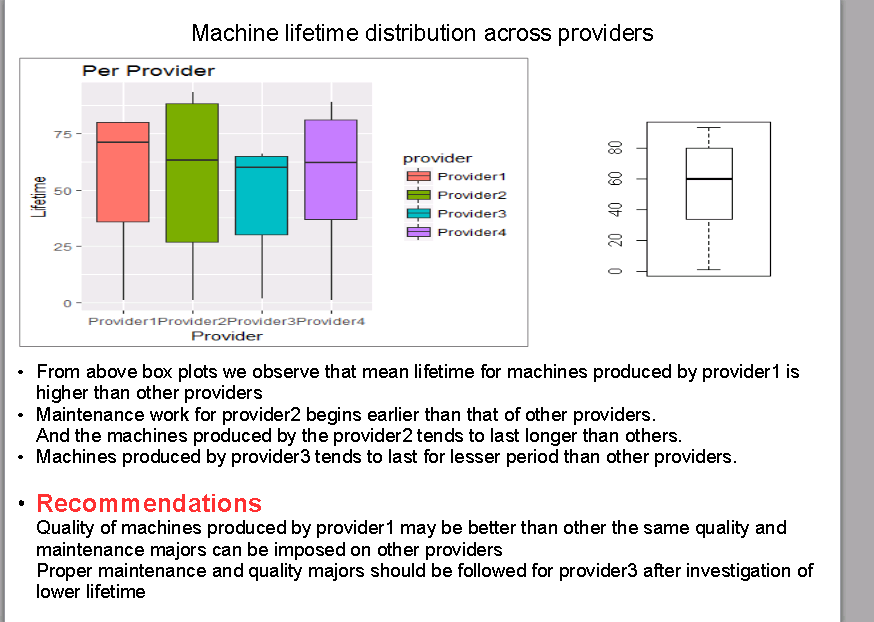 Machine lifetime distribution across providers
Per Provider
75
50
25
0
Lifetime
Provider1Provider2Provider3Provider4
Provider
provider
Provider1
Provider2
Provider3
Provider4
80
60
40
20
0
• From above box plots we observe that mean lifetime for machines produced by provider1 is
higher than other providers
• Maintenance work for provider2 begins earlier than that of other providers.
And the machines produced by the provider2 tends to last longer than others.
• Machines produced by provider3 tends to last for lesser period than other providers.
• Recommendations
Quality of machines produced by provider1 may be better than other the same quality and
maintenance majors can be imposed on other providers
Proper maintenance and quality majors should be followed for provider3 after investigation of
lower lifetime